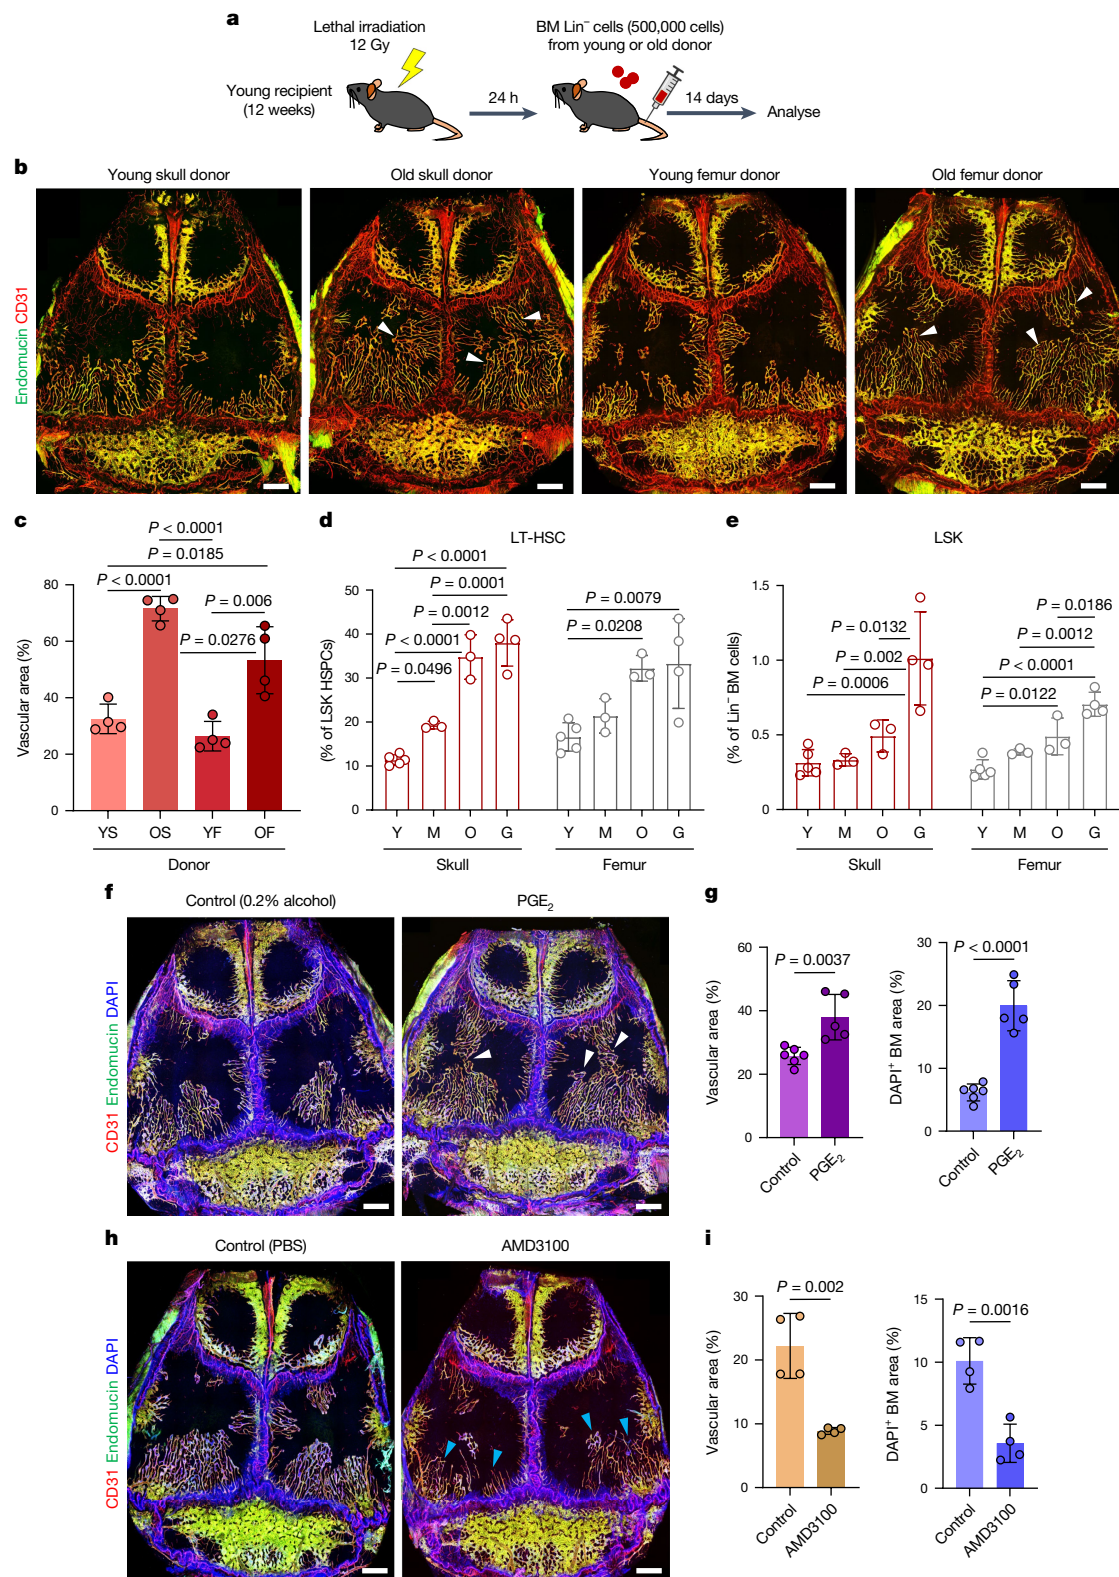 a
Lethal irradiation
12 Gy
BM Lin⁻ cells (500,000 cells)
from young or old donor
Young recipient
(12 weeks)
24 h
14 days
Analyse
b
Young skull donor
Old skull donor
Young femur donor
Old femur donor
Endomucin CD31
c
P < 0.0001
P = 0.0185
P < 0.0001
P = 0.006
P = 0.0276
Vascular area (%)
80
60
40
20
0
YS
OS
YF
OF
Donor
d
LT-HSC
P < 0.0001
P = 0.0001
P = 0.0012
P < 0.0001
P = 0.0496
P = 0.0079
P = 0.0208
(% of LSK HSPCs)
50
40
30
20
10
0
Y
M
O
G
Y
M
O
G
Skull
Femur
e
LSK
P = 0.0132
P = 0.002
P = 0.0006
P = 0.0186
P = 0.0012
P < 0.0001
P = 0.0122
(% of Lin⁻ BM cells)
1.5
1.0
0.5
0
Y
M
O
G
Y
M
O
G
Skull
Femur
f
Control (0.2% alcohol)
PGE₂
CD31 Endomucin DAPI
g
P = 0.0037
Vascular area (%)
60
40
20
0
Control
PGE₂
P < 0.0001
DAPI⁺ BM area (%)
30
20
10
0
Control
PGE₂
h
Control (PBS)
AMD3100
CD31 Endomucin DAPI
i
P = 0.002
Vascular area (%)
30
20
10
0
Control
AMD3100
P = 0.0016
DAPI⁺ BM area (%)
15
10
5
0
Control
AMD3100